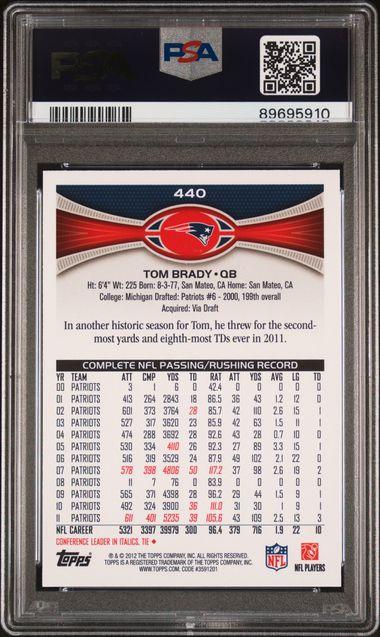 PSA PSA
89695910
440
TOM BRADY • QB
Ht: 6'4" Wt: 225 Born: 8-3-77, San Mateo, CA Home: San Mateo, CA
College: Michigan Drafted: Patriots #6 - 2000, 199th overall
Acquired: Via Draft
In another historic season for Tom, he threw for the second-
most yards and eighth-most TDs ever in 2011.
COMPLETE NFL PASSING/RUSHING RECORD
YR TEAM ATT CMP YDS TD RAT ATT YDS AVG LG TD
00 PATRIOTS 3 1 6 0 42.4 0 0 0 0
01 PATRIOTS 413 264 2843 18 86.5 36 43 1.2 12 0
02 PATRIOTS 601 373 3764 28 85.7 42 110 2.6 15 1
03 PATRIOTS 527 317 3620 23 85.9 42 63 1.5 11 1
04 PATRIOTS 474 288 3692 28 92.6 43 28 0.7 10 0
05 PATRIOTS 530 334 4110 26 92.3 27 89 3.3 15 1
06 PATRIOTS 516 319 3529 24 87.9 49 102 2.1 22 0
07 PATRIOTS 578 398 4806 50 117.2 37 98 2.6 19 2
08 PATRIOTS 11 7 76 0 83.9 0 0 0 0
09 PATRIOTS 565 371 4398 28 96.2 29 44 1.5 9 1
10 PATRIOTS 492 324 3900 36 111.0 31 30 1.0 9 1
11 PATRIOTS 611 401 5235 39 105.6 43 109 2.5 13 3
NFL CAREER 5321 3397 39979 300 96.4 379 716 1.9 22 10
CONFERENCE LEADER IN ITALICS, TIE ♦
Topps
® & © 2012 THE TOPPS COMPANY, INC. ALL RIGHTS RESERVED.
TOPPS IS A REGISTERED TRADEMARK OF THE TOPPS COMPANY, INC.
WWW.TOPPS.COM CODE #3591201
NFL
NFL PLAYERS